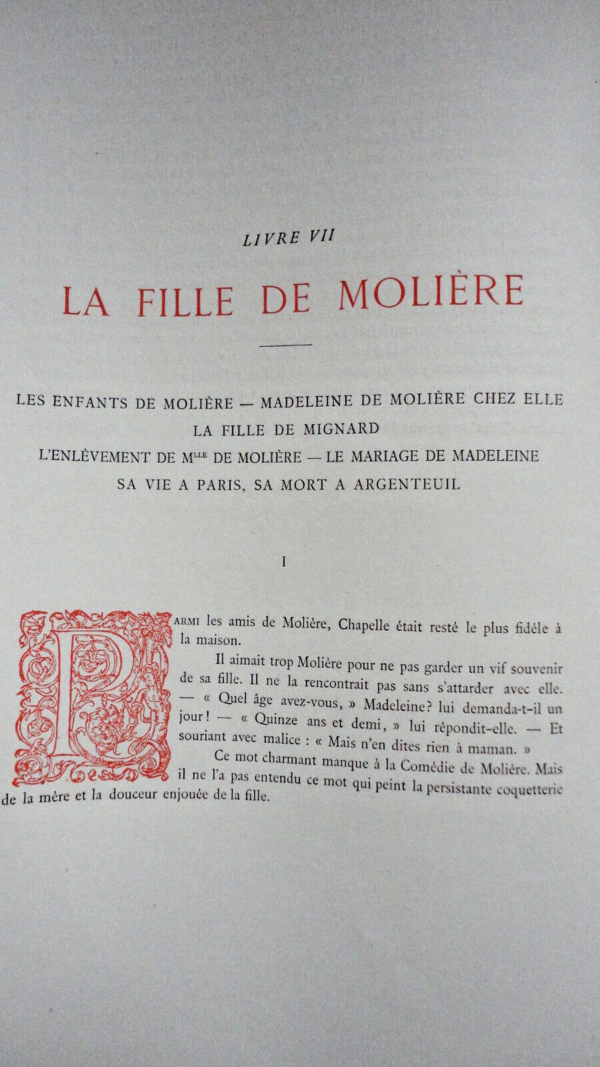 LIVRE VII
LA FILLE DE MOLIÈRE
LES ENFANTS DE MOLIÈRE — MADELEINE DE MOLIÈRE CHEZ ELLE
LA FILLE DE MIGNARD
L'ENLÈVEMENT DE MLLE DE MOLIÈRE — LE MARIAGE DE MADELEINE
SA VIE A PARIS, SA MORT A ARGENTEUIL
I
PARMI les amis de Molière, Chapelle était resté le plus fidèle à
la maison.
Il aimait trop Molière pour ne pas garder un vif souvenir
de sa fille. Il ne la rencontrait pas sans s'attarder avec elle.
— « Quel âge avez-vous, » Madeleine? lui demanda-t-il un
jour! — « Quinze ans et demi, » lui répondit-elle. — Et
souriant avec malice : « Mais n'en dites rien à maman. »
Ce mot charmant manque à la Comédie de Molière. Mais
il ne l'a pas entendu ce mot qui peint la persistante coquetterie
de la mère et la douceur enjouée de la fille.